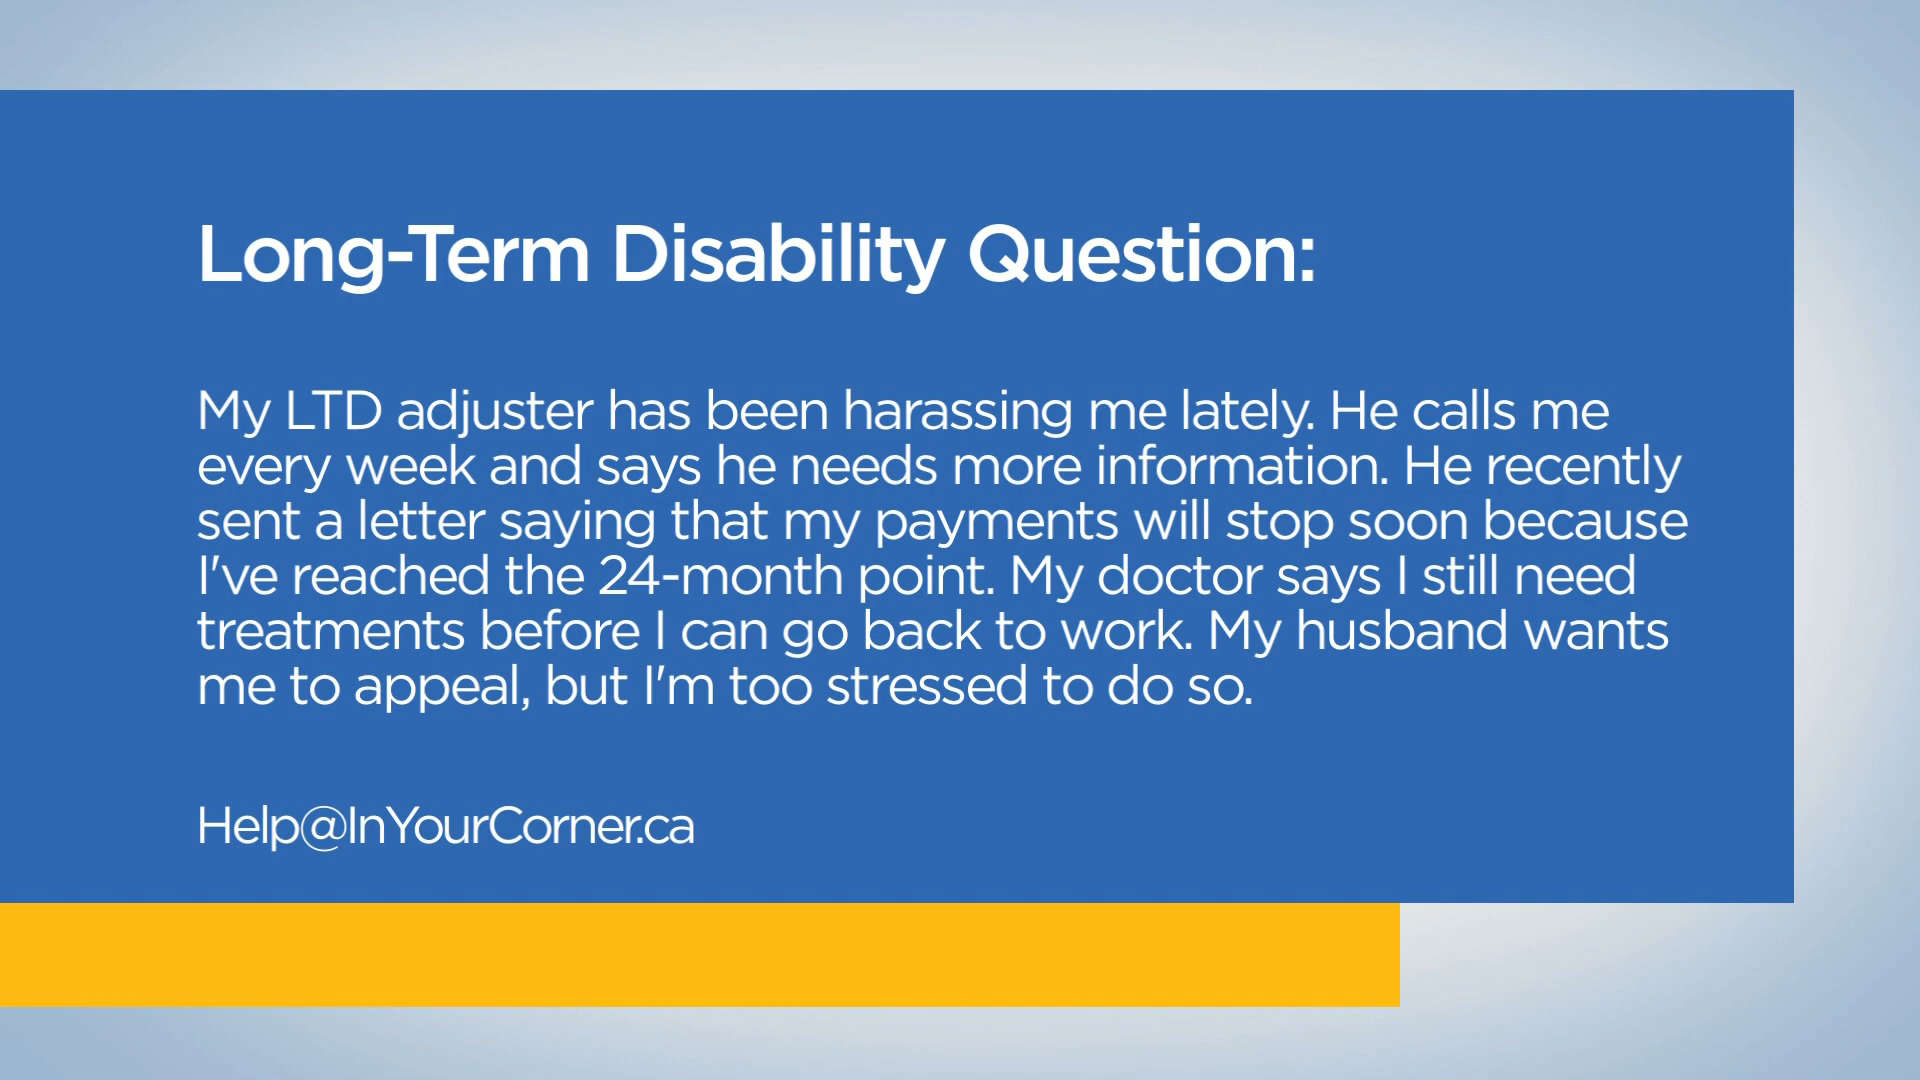 Long-Term Disability Question:
My LTD adjuster has been harassing me lately. He calls me
every week and says he needs more information. He recently
sent a letter saying that my payments will stop soon because
I've reached the 24-month point. My doctor says I still need
treatments before I can go back to work. My husband wants
me to appeal, but I'm too stressed to do so.
Help@InYourCorner.ca